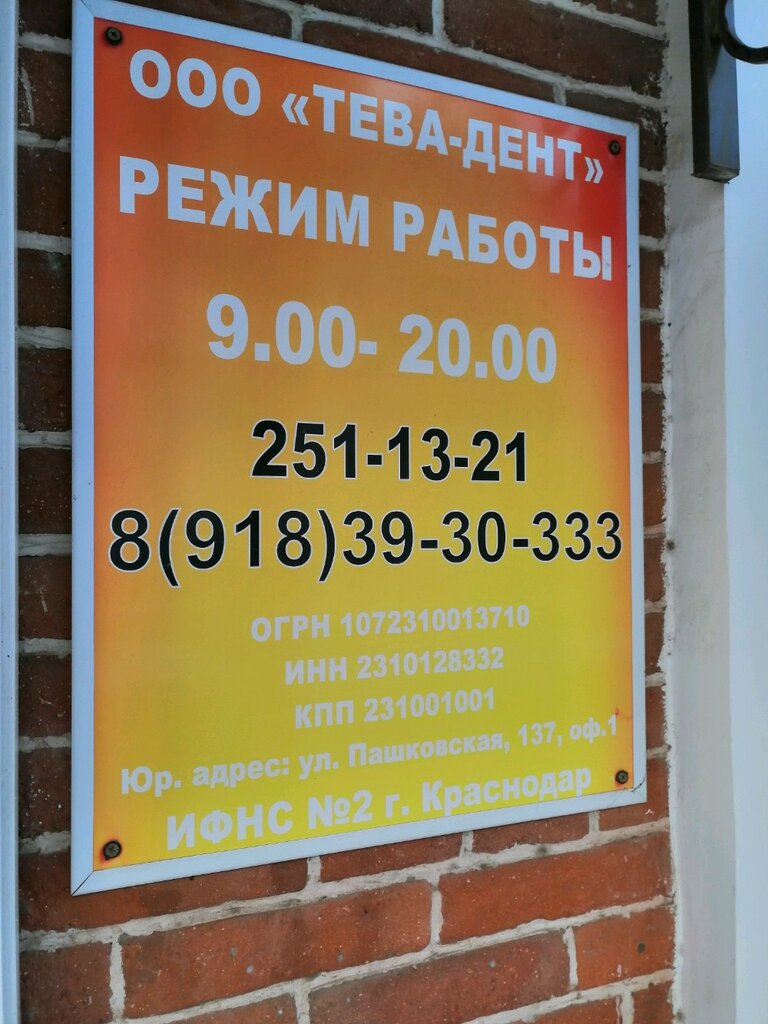 ООО «ТЕВА-ДЕНТ»
РЕЖИМ РАБОТЫ
9.00- 20.00
251-13-21
8(918)39-30-333
ОГРН 1072310013710
ИНН 2310128332
КПП 231001001
Юр. адрес: ул. Пашковская, 137, оф.1
ИФНС №2 г. Краснодар